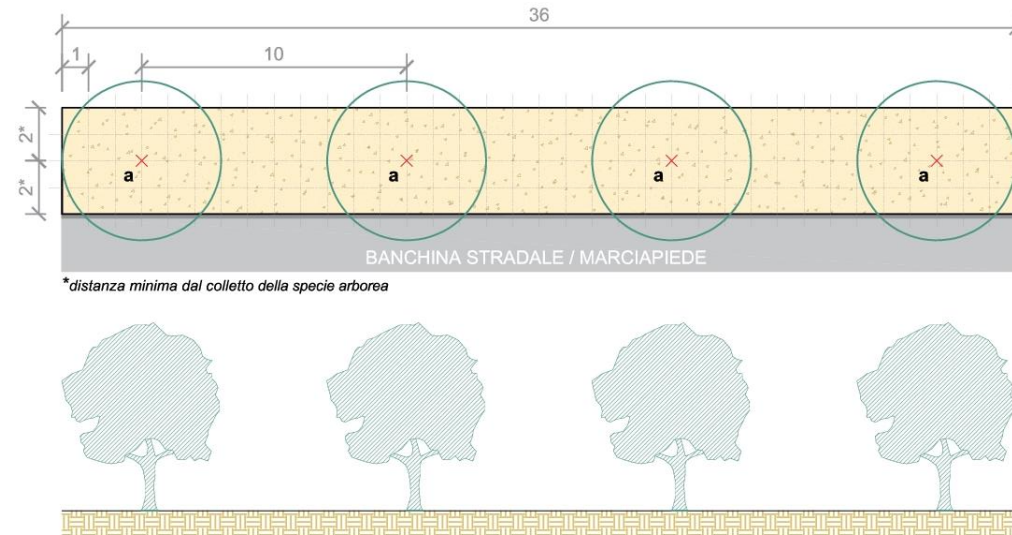 36
1
10
2*
2*
a
a
a
a
BANCHINA STRADALE / MARCIAPIEDE
*distanza minima dal colletto della specie arborea